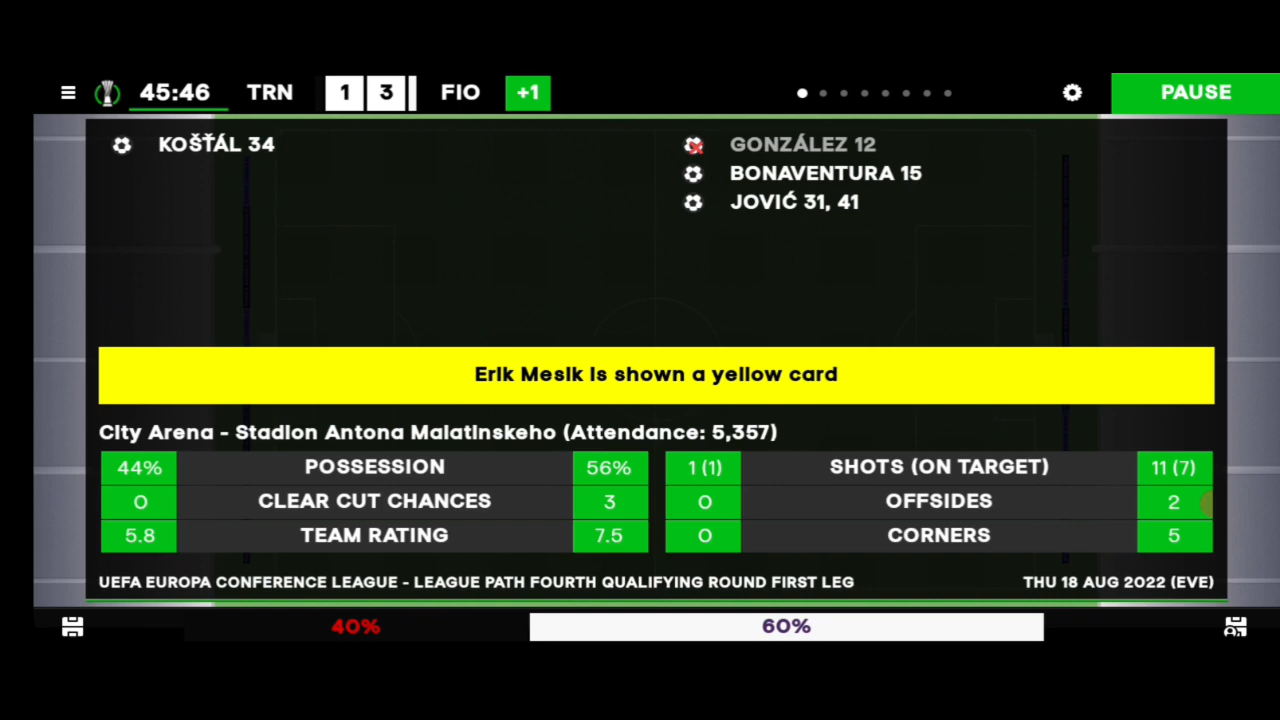 45:46 TRN 1 3 FIO +1 PAUSE
KOŠŤÁL 34
GONZÁLEZ 12
BONAVENTURA 15
JOVIĆ 31, 41
Erik Mesik is shown a yellow card
City Arena - Stadion Antona Malatinskeho (Attendance: 5,357)
44% POSSESSION 56% 1 (1) SHOTS (ON TARGET) 11 (7)
0 CLEAR CUT CHANCES 3 0 OFFSIDES 2
5.8 TEAM RATING 7.5 0 CORNERS 5
UEFA EUROPA CONFERENCE LEAGUE - LEAGUE PATH FOURTH QUALIFYING ROUND FIRST LEG THU 18 AUG 2022 (EVE)
40% 60%